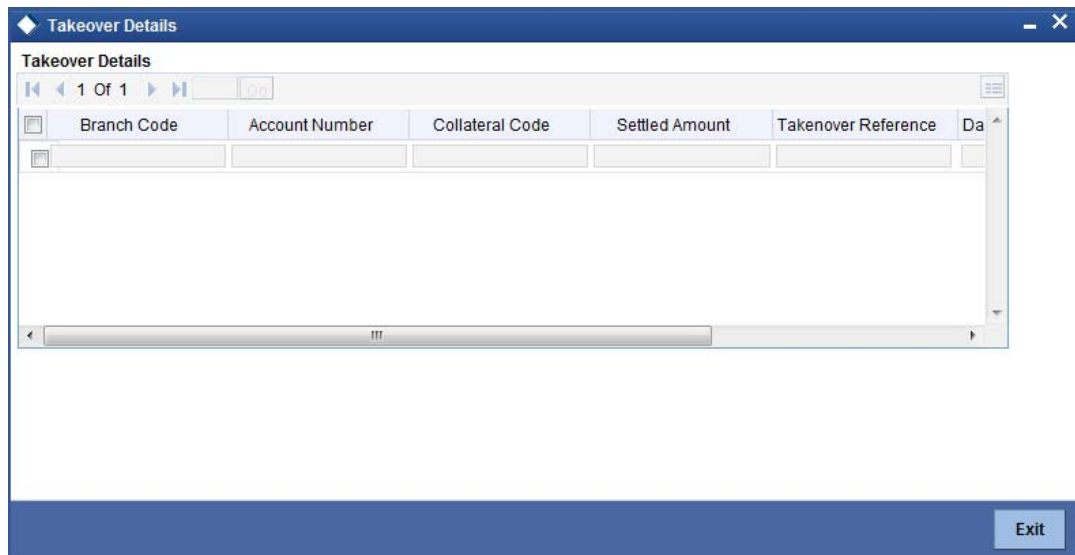 Takeover Details
Takeover Details
1 Of 1 Go
Branch Code Account Number Collateral Code Settled Amount Takenover Reference Da
Exit